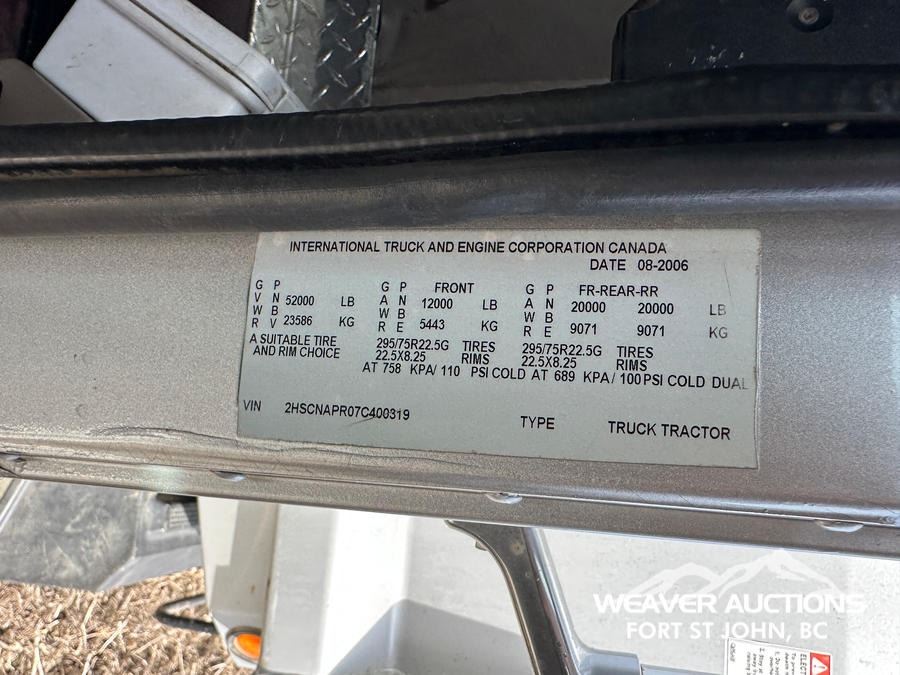 INTERNATIONAL TRUCK AND ENGINE CORPORATION CANADA
DATE 08-2006
G P G P FRONT G P FR-REAR-RR
V N 52000 LB A N 12000 LB A N 20000 20000 LB
W B W B W B
R V 23586 KG R E 5443 KG R E 9071 9071 KG
A SUITABLE TIRE 295/75R22.5G TIRES 295/75R22.5G TIRES
AND RIM CHOICE 22.5X8.25 RIMS 22.5X8.25 RIMS
AT 758 KPA/ 110 PSI COLD AT 689 KPA/ 100 PSI COLD DUAL
VIN 2HSCNAPR07C400319 TYPE TRUCK TRACTOR
WEAVER AUCTIONS
FORT ST JOHN, BC